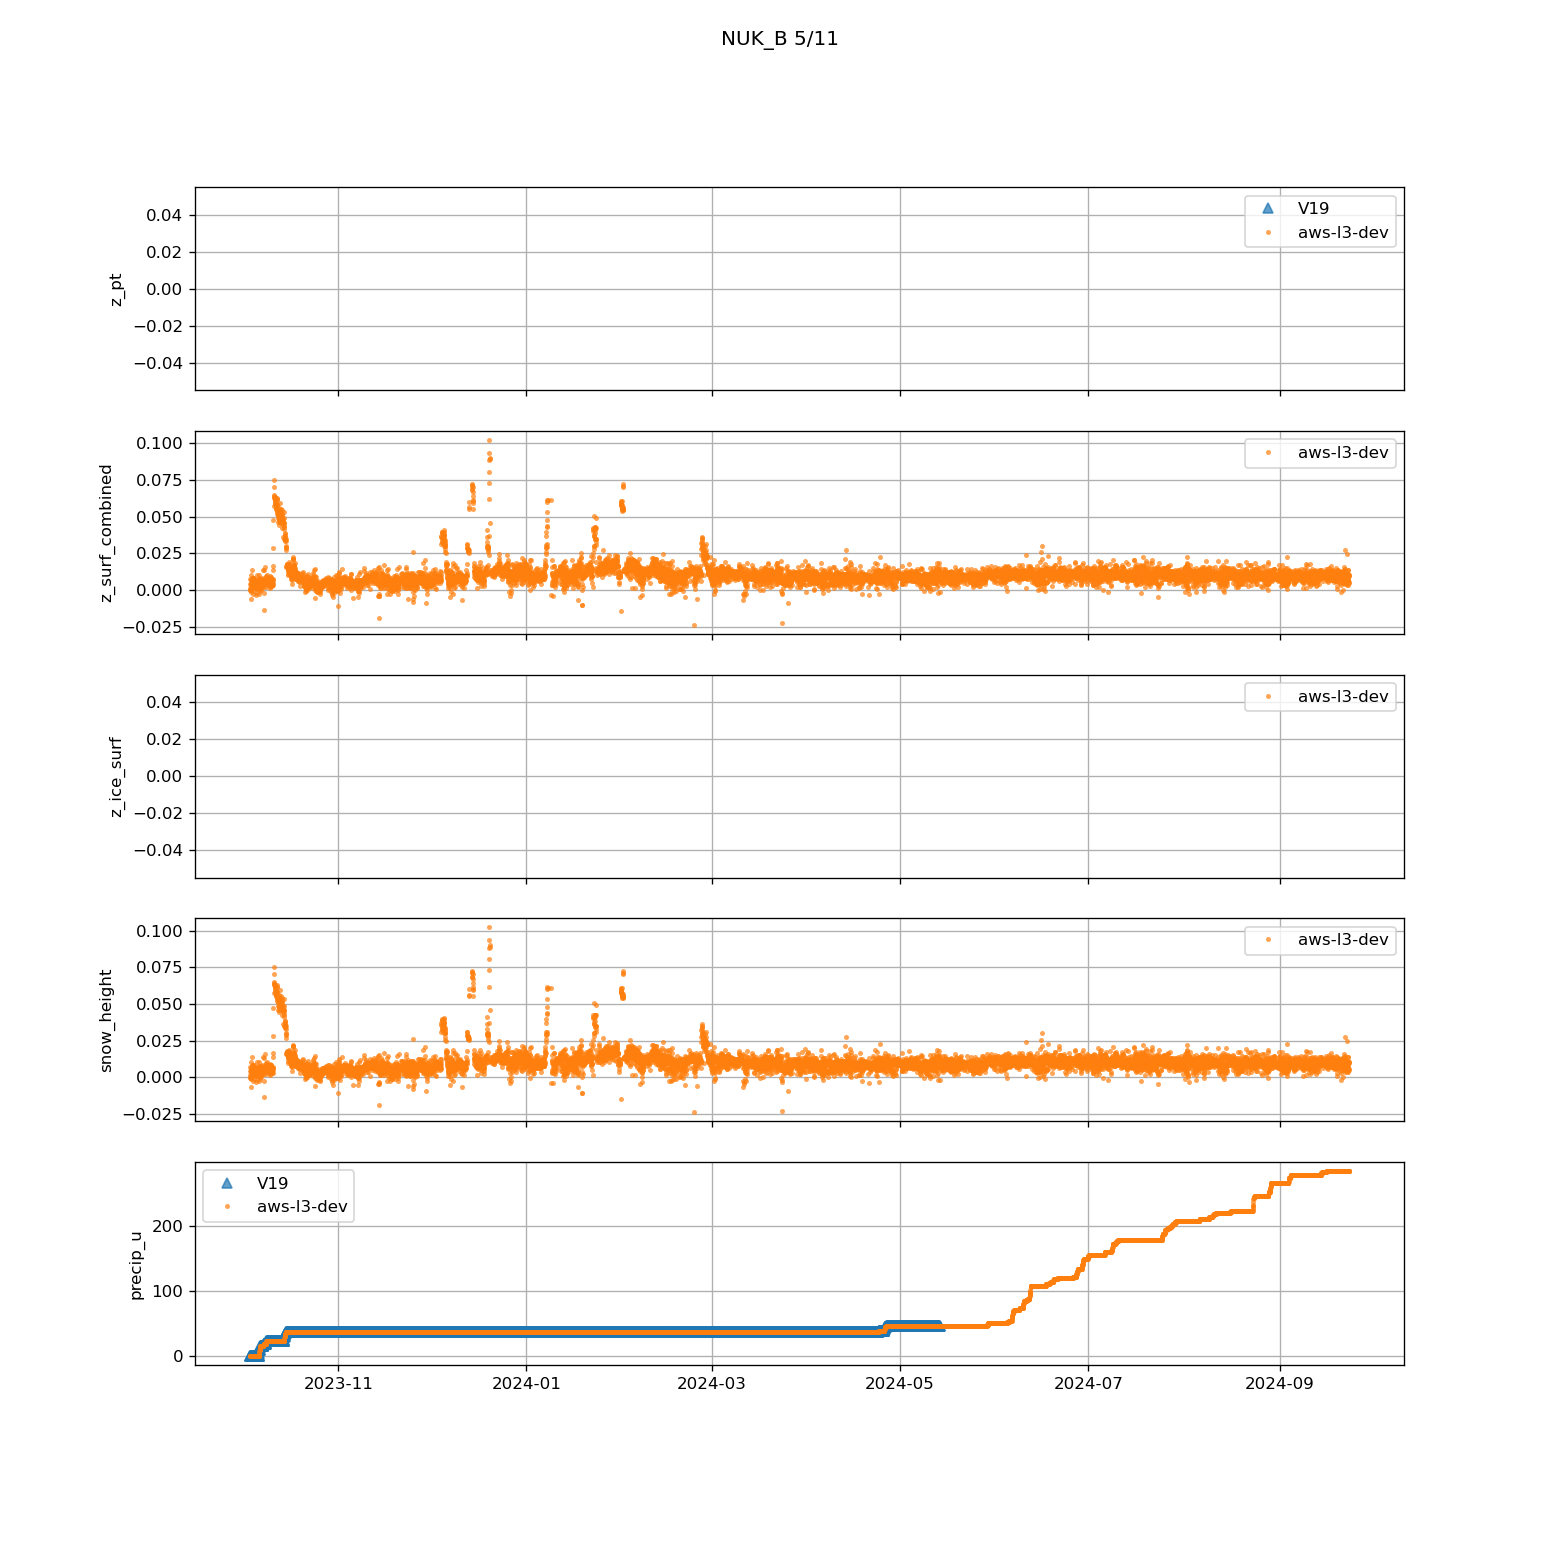 NUK_B 5/11
0.04
0.02
0.00
−0.02
−0.04
z_pt
V19
aws-l3-dev
0.100
0.075
0.050
0.025
0.000
−0.025
z_surf_combined
aws-l3-dev
0.04
0.02
0.00
−0.02
−0.04
z_ice_surf
aws-l3-dev
0.100
0.075
0.050
0.025
0.000
−0.025
snow_height
aws-l3-dev
200
100
0
precip_u
V19
aws-l3-dev
2023-11
2024-01
2024-03
2024-05
2024-07
2024-09